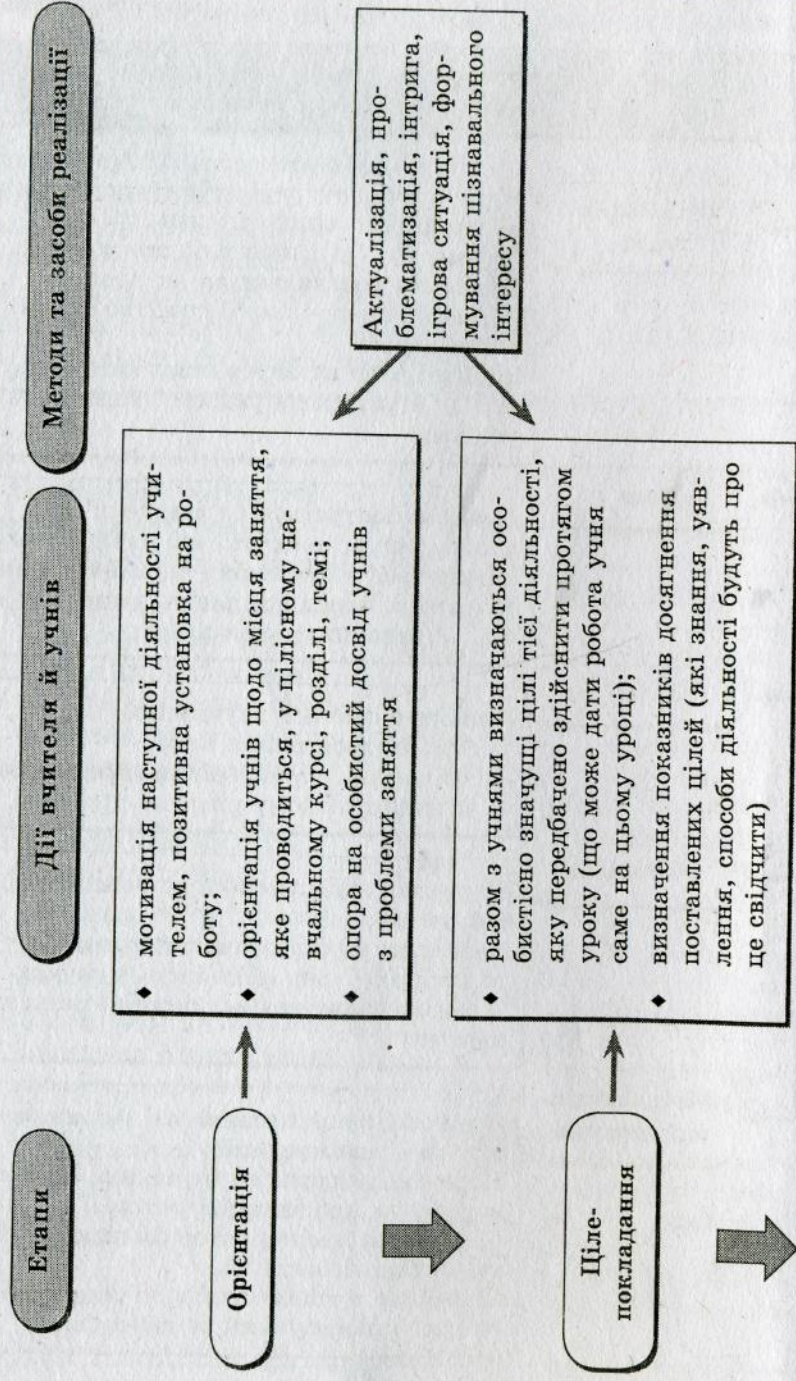 Етапи
Дії вчителя й учнів
Методи та засоби реалізації
Орієнтація
♦ мотивація наступної діяльності учи-
телем, позитивна установка на ро-
боту;
♦ орієнтація учнів щодо місця заняття,
яке проводиться, у цілісному на-
вчальному курсі, розділі, темі;
♦ опора на особистий досвід учнів
з проблеми заняття
Актуалізація, про-
блематизація, інтрига,
ігрова ситуація, фор-
мування пізнавального
інтересу
Ціле-
покладання
♦ разом з учнями визначаються осо-
бистісно значущі цілі тієї діяльності,
яку передбачено здійснити протягом
уроку (що може дати робота учня
саме на цьому уроці);
♦ визначення показників досягнення
поставлених цілей (які знання, уяв-
лення, способи діяльності будуть про
це свідчити)